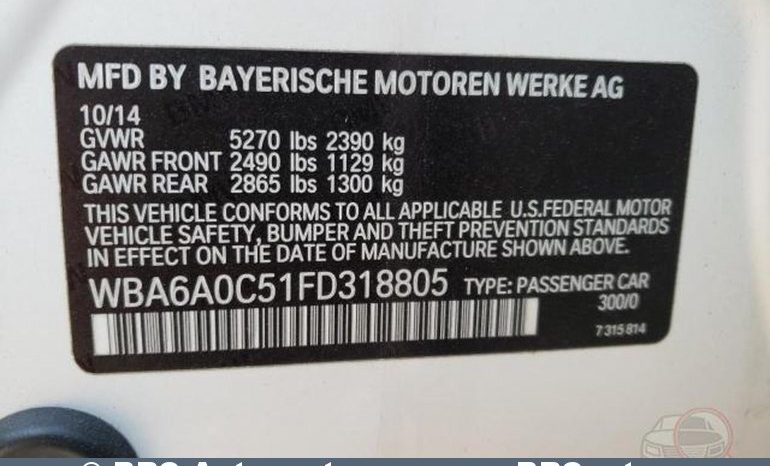 MFD BY BAYERISCHE MOTOREN WERKE AG
10/14
GVWR 5270 lbs 2390 kg
GAWR FRONT 2490 lbs 1129 kg
GAWR REAR 2865 lbs 1300 kg
THIS VEHICLE CONFORMS TO ALL APPLICABLE U.S.FEDERAL MOTOR
VEHICLE SAFETY, BUMPER AND THEFT PREVENTION STANDARDS
IN EFFECT ON THE DATE OF MANUFACTURE SHOWN ABOVE.
WBA6A0C51FD318805 TYPE: PASSENGER CAR
300/0
7 315 814